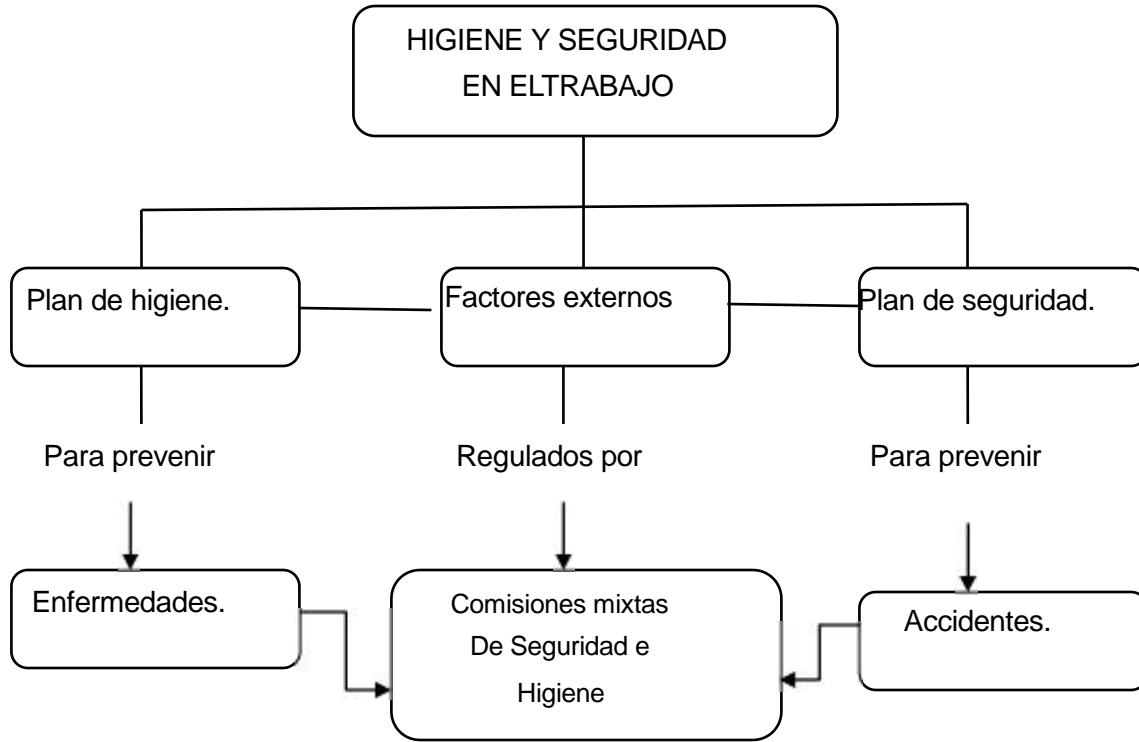 HIGIENE Y SEGURIDAD
EN ELTRABAJO
Plan de higiene.
Factores externos
Plan de seguridad.
Para prevenir
Regulados por
Para prevenir
Enfermedades.
Comisiones mixtas
De Seguridad e
Higiene
Accidentes.